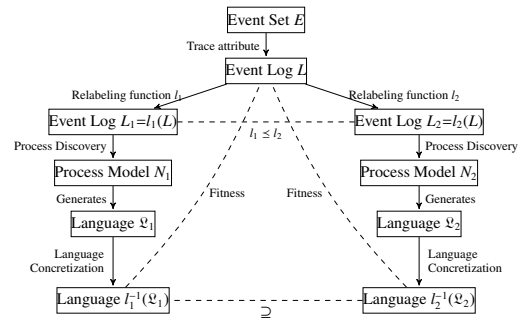 Event Set E
Trace attribute
Event Log L
Relabeling function l₁
Relabeling function l₂
Event Log L₁=l₁(L)
Event Log L₂=l₂(L)
l₁ ⪯ l₂
Process Discovery
Process Discovery
Process Model N₁
Process Model N₂
Generates
Fitness
Fitness
Generates
Language 𝔏₁
Language 𝔏₂
Language
Concretization
Language
Concretization
Language l₁⁻¹(𝔏₁)
Language l₂⁻¹(𝔏₂)
⊇